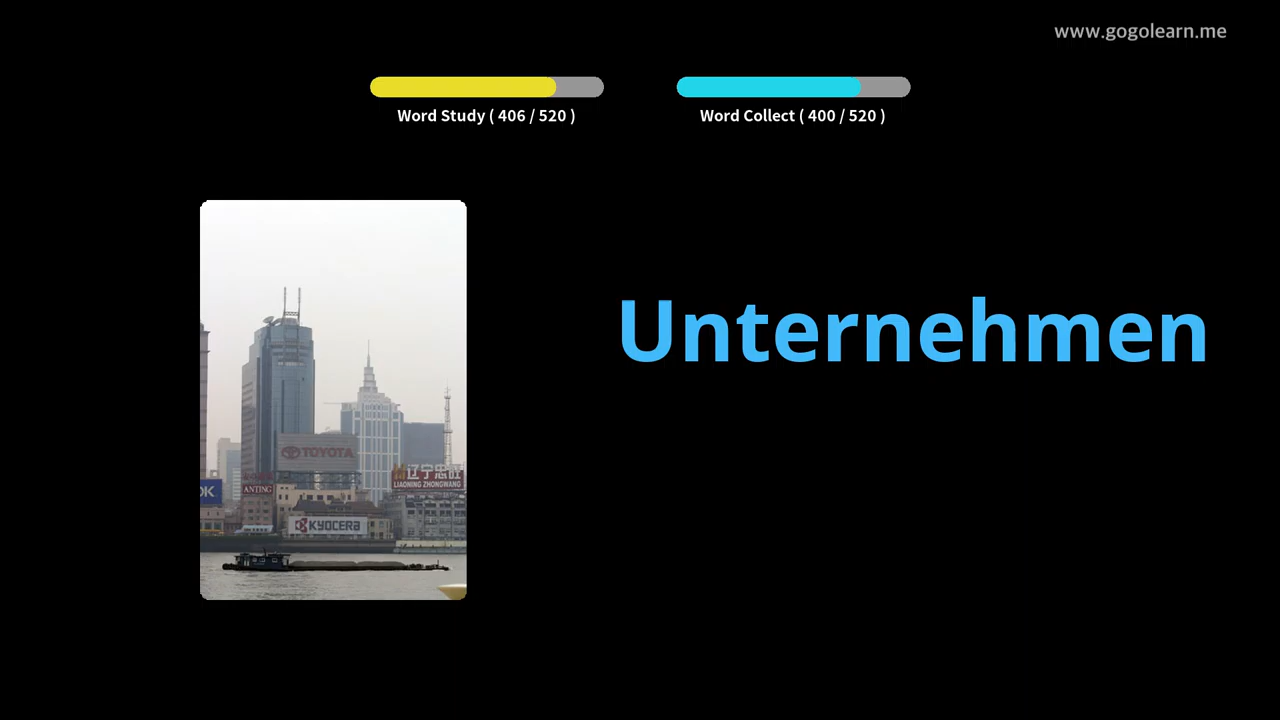 www.gogolearn.me
Word Study ( 406 / 520 )
Word Collect ( 400 / 520 )
Unternehmen
TOYOTA
辽宁忠旺
LIAONING ZHONGWANG
OK
ANTING
KYOCERA